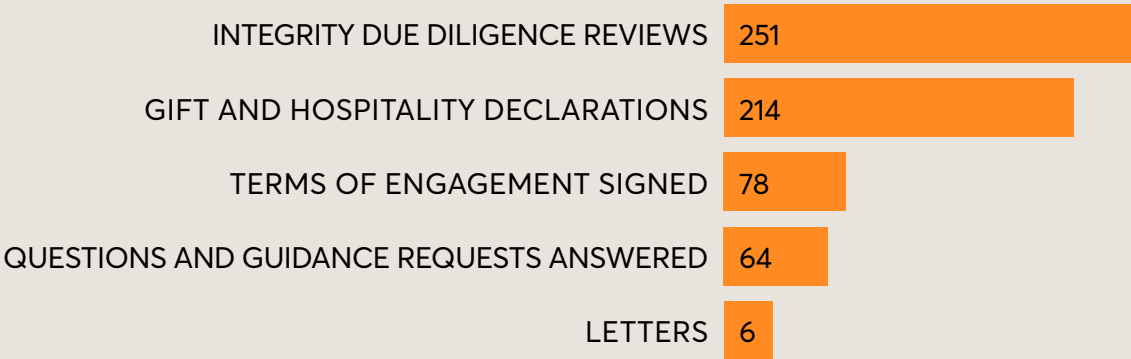 INTEGRITY DUE DILIGENCE REVIEWS 251
GIFT AND HOSPITALITY DECLARATIONS 214
TERMS OF ENGAGEMENT SIGNED 78
QUESTIONS AND GUIDANCE REQUESTS ANSWERED 64
LETTERS 6